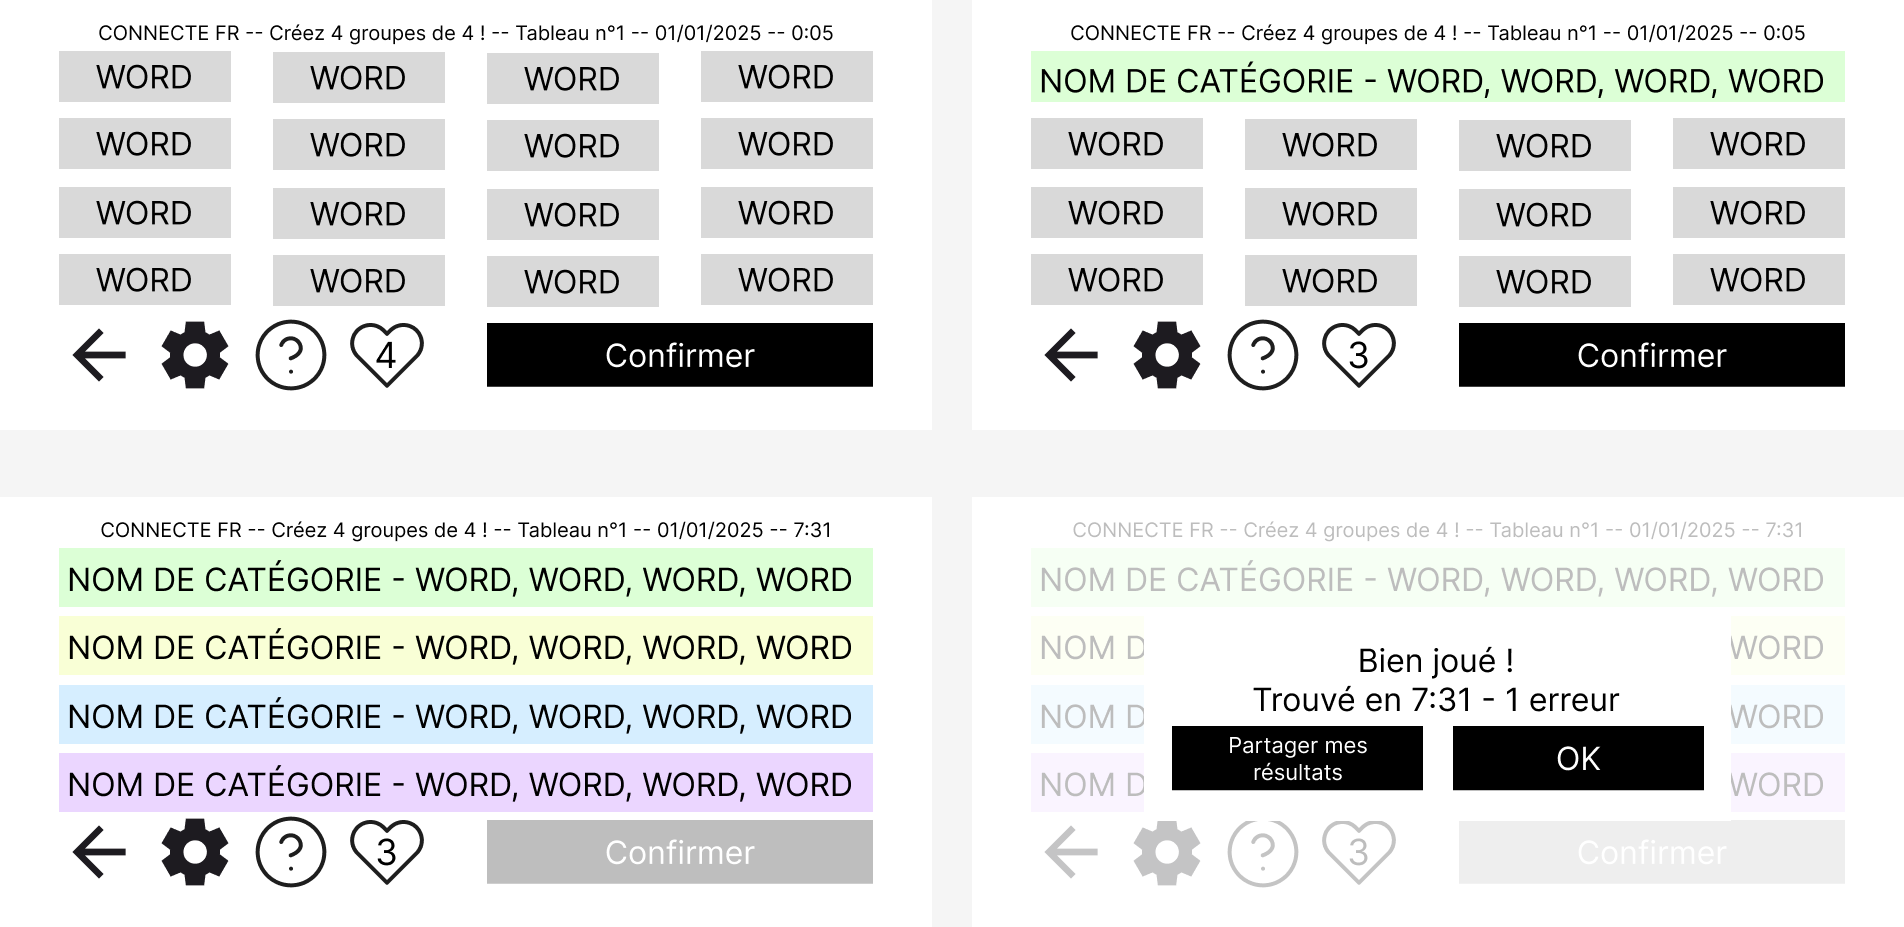 CONNECTE FR -- Créez 4 groupes de 4 ! -- Tableau n°1 -- 01/01/2025 -- 0:05
WORD WORD WORD WORD
WORD WORD WORD WORD
WORD WORD WORD WORD
WORD WORD WORD WORD
4 Confirmer
CONNECTE FR -- Créez 4 groupes de 4 ! -- Tableau n°1 -- 01/01/2025 -- 0:05
NOM DE CATÉGORIE - WORD, WORD, WORD, WORD
WORD WORD WORD WORD
WORD WORD WORD WORD
WORD WORD WORD WORD
? 3 Confirmer
CONNECTE FR -- Créez 4 groupes de 4 ! -- Tableau n°1 -- 01/01/2025 -- 7:31
NOM DE CATÉGORIE - WORD, WORD, WORD, WORD
NOM DE CATÉGORIE - WORD, WORD, WORD, WORD
NOM DE CATÉGORIE - WORD, WORD, WORD, WORD
NOM DE CATÉGORIE - WORD, WORD, WORD, WORD
? 3 Confirmer
CONNECTE FR -- Créez 4 groupes de 4 ! -- Tableau n°1 -- 01/01/2025 -- 7:31
NOM DE CATÉGORIE - WORD, WORD, WORD, WORD
NOM D WORD
Bien joué !
Trouvé en 7:31 - 1 erreur
NOM D WORD
Partager mes
résultats
OK
NOM D WORD
? 3 Confirmer